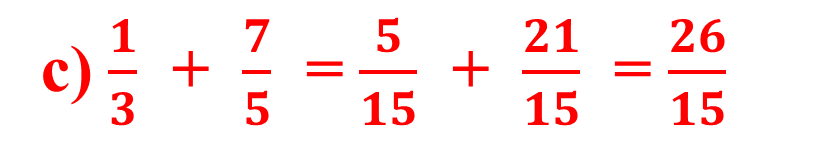 c) 1/3 + 7/5 = 5/15 + 21/15 = 26/15